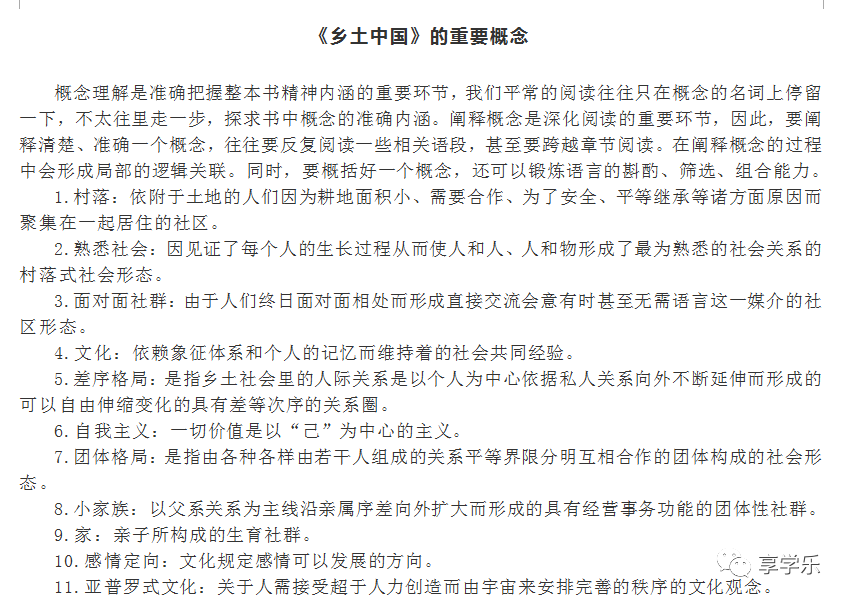 《乡土中国》的重要概念
概念理解是准确把握整本书精神内涵的重要环节，我们平常的阅读往往只在概念的名词上停留
一下，不太往里走一步，探求书中概念的准确内涵。阐释概念是深化阅读的重要环节，因此，要阐
释清楚、准确一个概念，往往要反复阅读一些相关语段，甚至要跨越章节阅读。在阐释概念的过程
中会形成局部的逻辑关联。同时，要概括好一个概念，还可以锻炼语言的斟酌、筛选、组合能力。
1.村落：依附于土地的人们因为耕地面积小、需要合作、为了安全、平等继承等诸方面原因而
聚集在一起居住的社区。
2.熟悉社会：因见证了每个人的生长过程从而使人和人、人和物形成了最为熟悉的社会关系的
村落式社会形态。
3.面对面社群：由于人们终日面对面相处而形成直接交流会意有时甚至无需语言这一媒介的社
区形态。
4.文化：依赖象征体系和个人的记忆而维持着的社会共同经验。
5.差序格局：是指乡土社会里的人际关系是以个人为中心依据私人关系向外不断延伸而形成的
可以自由伸缩变化的具有差等次序的关系圈。
6.自我主义：一切价值是以“己”为中心的主义。
7.团体格局：是指由各种各样由若干人组成的关系平等界限分明互相合作的团体构成的社会形
态。
8.小家族：以父系关系为主线沿亲属序差向外扩大而形成的具有经营事务功能的团体性社群。
9.家：亲子所构成的生育社群。
10.感情定向：文化规定感情可以发展的方向。
11.亚普罗式文化：关于人需接受超于人力创造而由宇宙来安排完善的秩序的文化观念。
享学乐